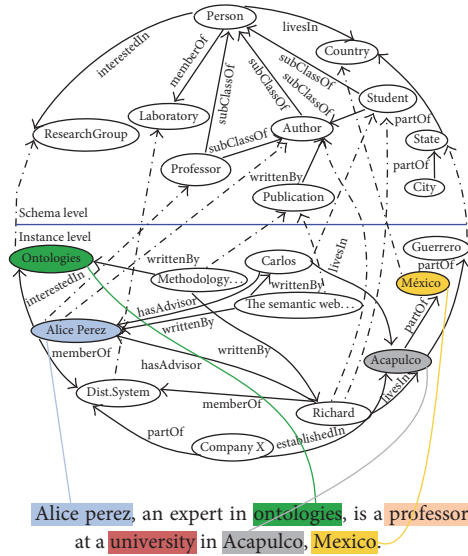 Person
livesIn
Country
interestedIn
memberOf
subClassOf
subClassOf
subClassOf
subClassOf
Student
Laboratory
ResearchGroup
Author
partOf
State
subClassOf
Professor
partOf
City
writtenBy
Publication
Schema level
Instance level
Guerrero
Ontologies
writtenBy
Carlos
livesIn
partOf
interestedIn
Methodology...
writtenBy
México
hasAdvisor
The semantic web...
partOf
Alice Perez
writtenBy
memberOf
hasAdvisor
writtenBy
Acapulco
Dist.System
memberOf
Richard
livesIn
partOf
Company X
establishedIn
Alice perez, an expert in ontologies, is a professor
at a university in Acapulco, Mexico.